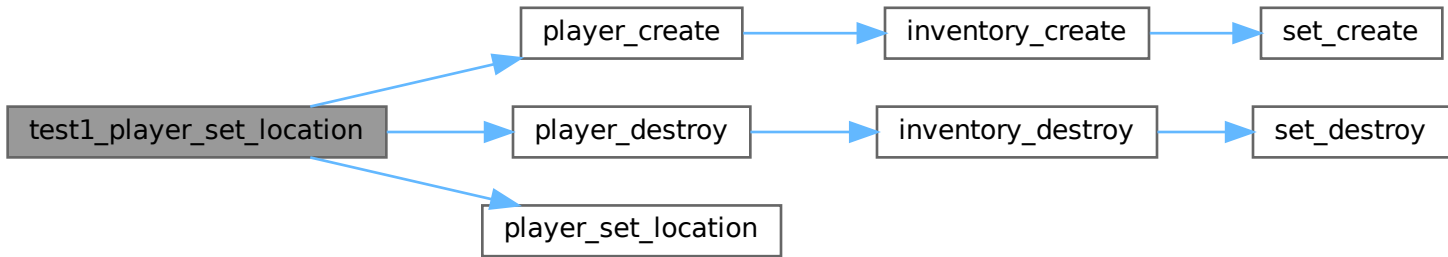 player_create
inventory_create
set_create
test1_player_set_location
player_destroy
inventory_destroy
set_destroy
player_set_location